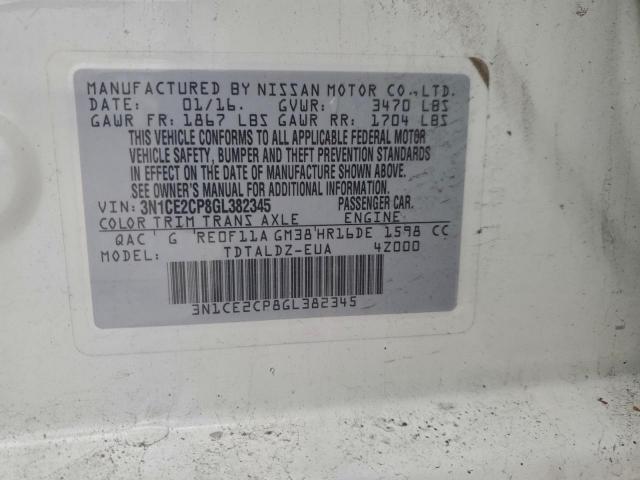 MANUFACTURED BY NISSAN MOTOR CO.,LTD.
DATE: 01/16. GVWR: 3470 LBS
GAWR FR: 1867 LBS GAWR RR: 1704 LBS
THIS VEHICLE CONFORMS TO ALL APPLICABLE FEDERAL MOTOR
VEHICLE SAFETY, BUMPER AND THEFT PREVENTION STANDARDS
IN EFFECT ON THE DATE OF MANUFACTURE SHOWN ABOVE.
SEE OWNER'S MANUAL FOR ADDITIONAL INFORMATION.
VIN: 3N1CE2CP8GL382345 PASSENGER CAR.
COLOR TRIM TRANS AXLE ENGINE
QAC G RE0F11A GM38 HR16DE 1598 CC
MODEL: TDTALDZ-EUA 4Z000
3N1CE2CP8GL382345